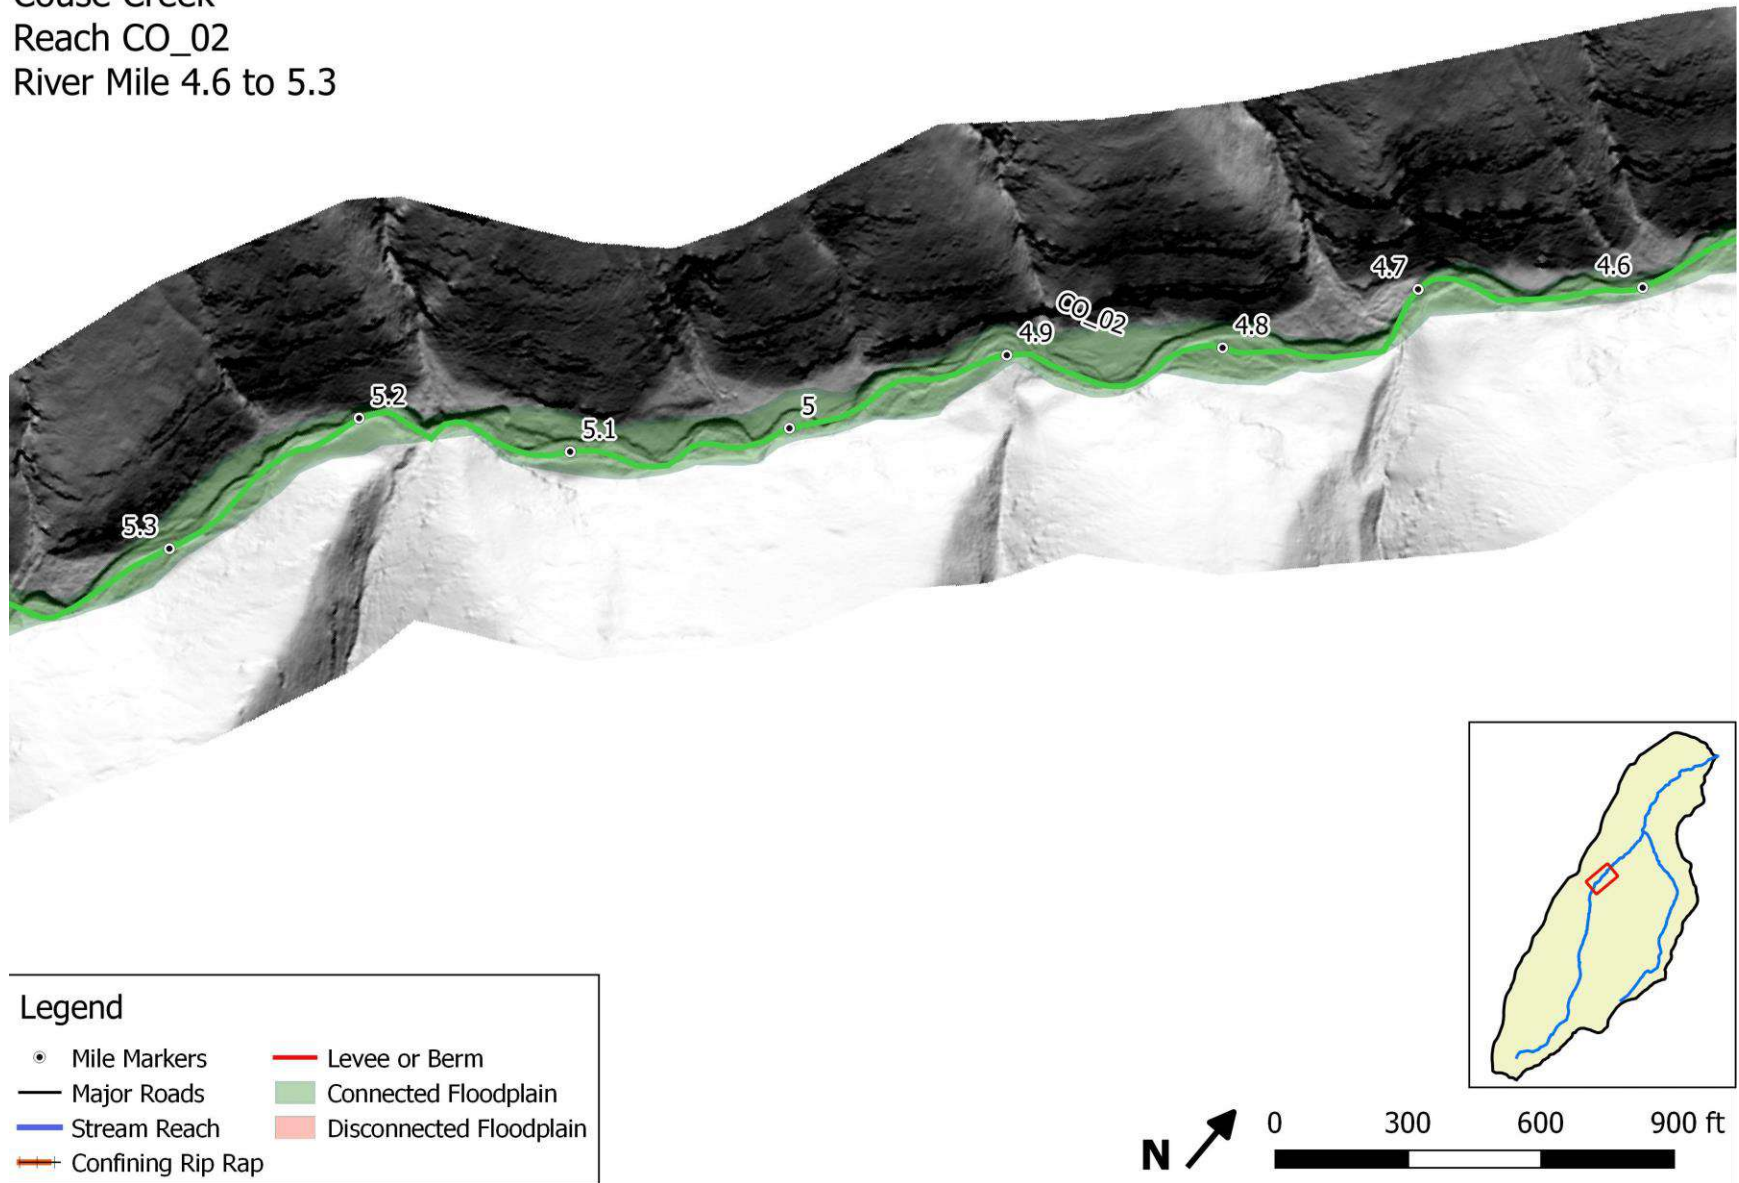 Couse Creek
Reach CO_02
River Mile 4.6 to 5.3
4.6
4.7
CO_02
4.8
4.9
5.2
5
5.1
5.3
Legend
Mile Markers
Levee or Berm
Major Roads
Connected Floodplain
Stream Reach
Disconnected Floodplain
Confining Rip Rap
N
0 300 600 900 ft